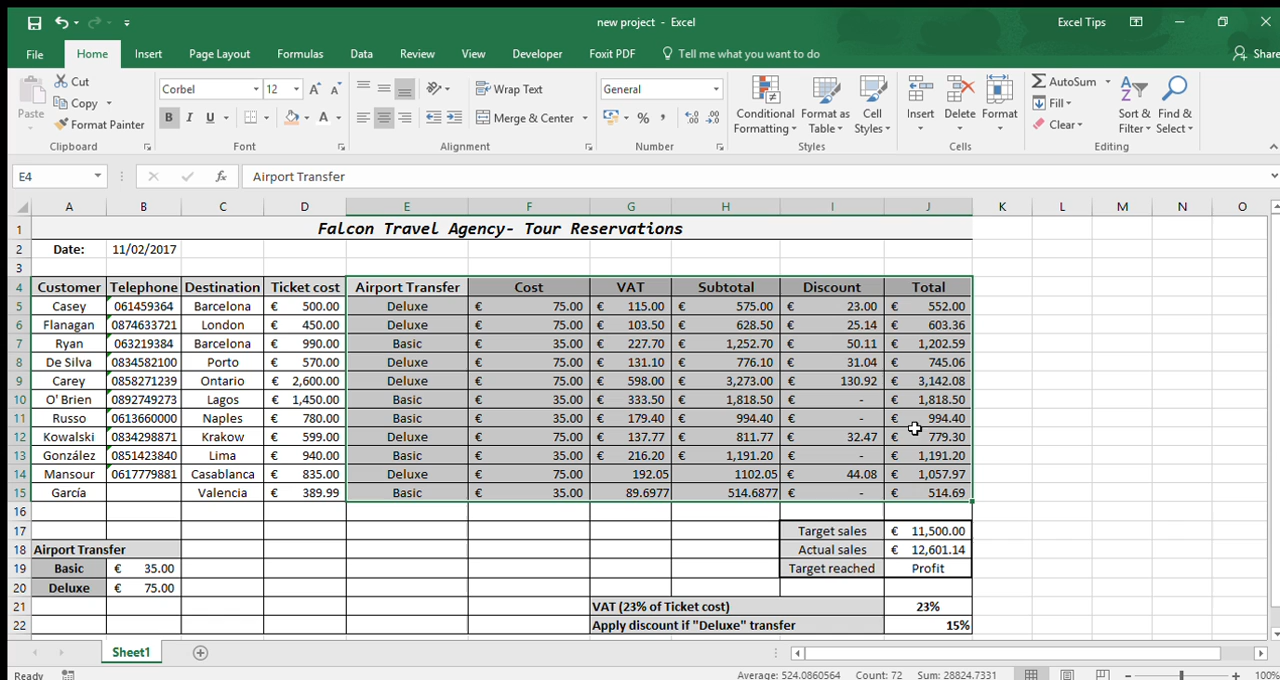 new project - Excel
Excel Tips
File Home Insert Page Layout Formulas Data Review View Developer Foxit PDF Tell me what you want to do Share
Paste
Cut
Copy
Format Painter
Clipboard
Corbel 12
B I U
Font
Wrap Text
Merge & Center
Alignment
General
%
Number
Conditional Formatting
Format as Table
Cell Styles
Styles
Insert Delete Format
Cells
AutoSum
Fill
Clear
Sort & Filter
Find & Select
Editing
E4 fx Airport Transfer
A B C D E F G H I J K L M N O
1 Falcon Travel Agency- Tour Reservations
2 Date: 11/02/2017
3
4 Customer Telephone Destination Ticket cost Airport Transfer Cost VAT Subtotal Discount Total
5 Casey 061459364 Barcelona € 500.00 Deluxe € 75.00 € 115.00 € 575.00 € 23.00 € 552.00
6 Flanagan 0874633721 London € 450.00 Deluxe € 75.00 € 103.50 € 628.50 € 25.14 € 603.36
7 Ryan 063219384 Barcelona € 990.00 Basic € 35.00 € 227.70 € 1,252.70 € 50.11 € 1,202.59
8 De Silva 0834582100 Porto € 570.00 Deluxe € 75.00 € 131.10 € 776.10 € 31.04 € 745.06
9 Carey 0858271239 Ontario € 2,600.00 Deluxe € 75.00 € 598.00 € 3,273.00 € 130.92 € 3,142.08
10 O' Brien 0892749273 Lagos € 1,450.00 Basic € 35.00 € 333.50 € 1,818.50 € - € 1,818.50
11 Russo 0613660000 Naples € 780.00 Basic € 35.00 € 179.40 € 994.40 € - € 994.40
12 Kowalski 0834298871 Krakow € 599.00 Deluxe € 75.00 € 137.77 € 811.77 € 32.47 € 779.30
13 González 0851423840 Lima € 940.00 Basic € 35.00 € 216.20 € 1,191.20 € - € 1,191.20
14 Mansour 0617779881 Casablanca € 835.00 Deluxe € 75.00 192.05 1102.05 € 44.08 € 1,057.97
15 García Valencia € 389.99 Basic € 35.00 89.6977 514.6877 € - € 514.69
16
17 Target sales € 11,500.00
18 Airport Transfer Actual sales € 12,601.14
19 Basic € 35.00 Target reached Profit
20 Deluxe € 75.00
21 VAT (23% of Ticket cost) 23%
22 Apply discount if "Deluxe" transfer 15%
Sheet1
Ready Average: 524.0860564 Count: 72 Sum: 28824.7331 100%